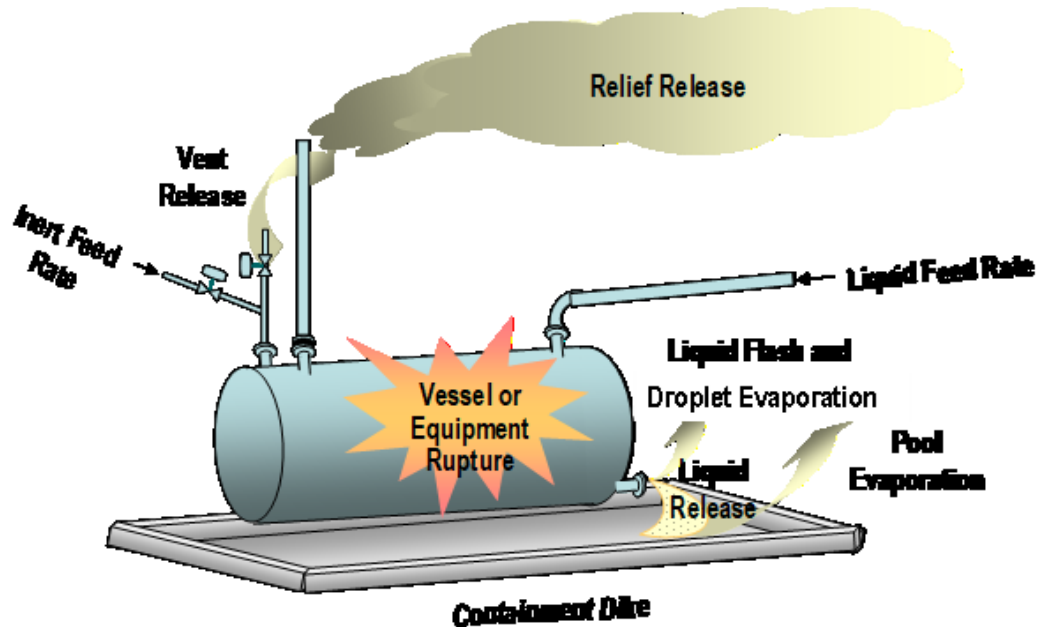 Relief Release
Vent
Release
Inert Feed
Rate
Liquid Feed Rate
Liquid Flash and
Droplet Evaporation
Vessel or
Equipment
Rupture
Pool
Evaporation
Liquid
Release
Containment Dike